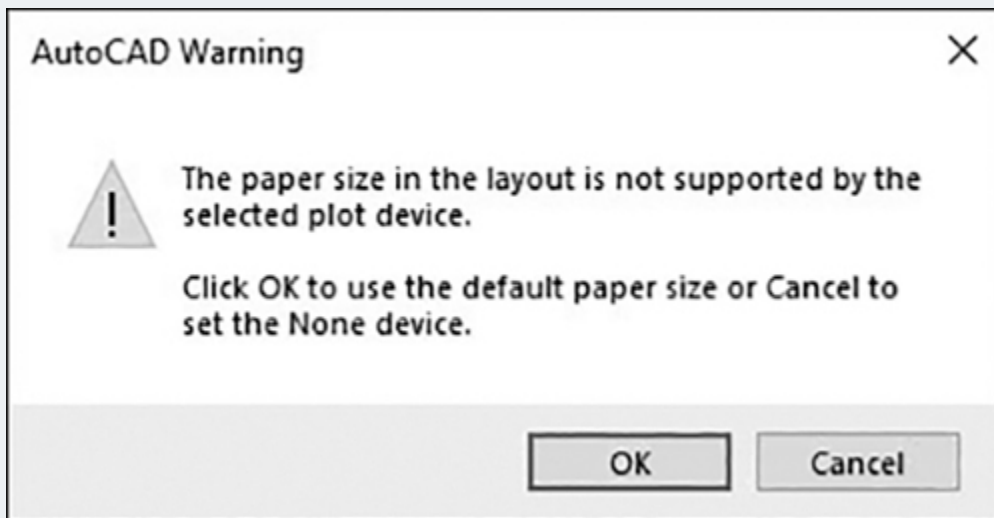 AutoCAD Warning
The paper size in the layout is not supported by the
selected plot device.
Click OK to use the default paper size or Cancel to
set the None device.
OK
Cancel